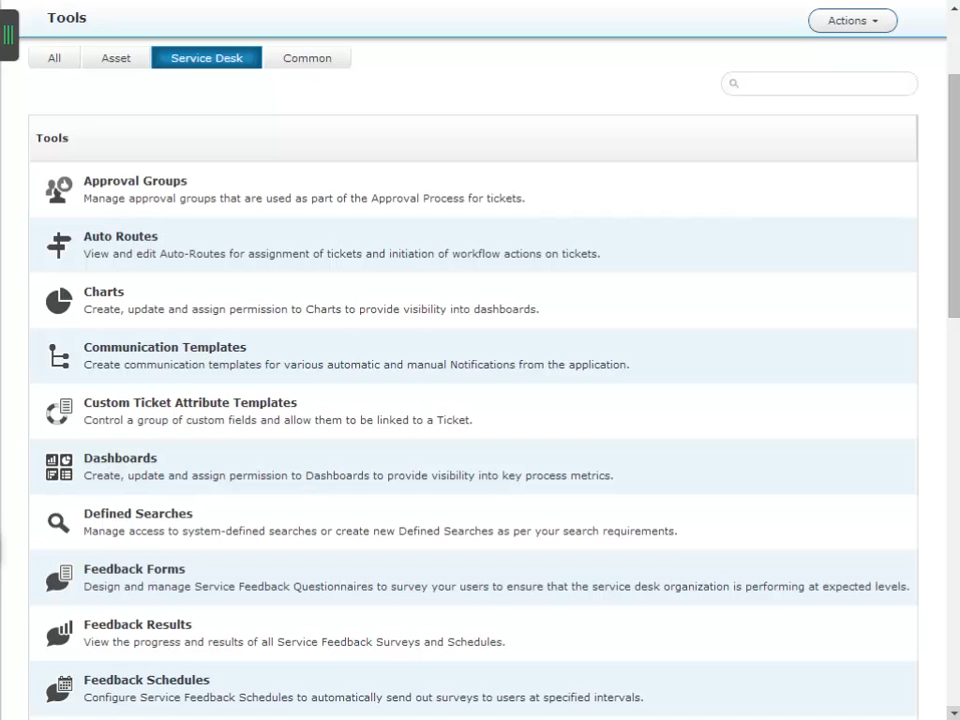 Tools
Actions
All
Asset
Service Desk
Common
Tools
Approval Groups
Manage approval groups that are used as part of the Approval Process for tickets.
Auto Routes
View and edit Auto-Routes for assignment of tickets and initiation of workflow actions on tickets.
Charts
Create, update and assign permission to Charts to provide visibility into dashboards.
Communication Templates
Create communication templates for various automatic and manual Notifications from the application.
Custom Ticket Attribute Templates
Control a group of custom fields and allow them to be linked to a Ticket.
Dashboards
Create, update and assign permission to Dashboards to provide visibility into key process metrics.
Defined Searches
Manage access to system-defined searches or create new Defined Searches as per your search requirements.
Feedback Forms
Design and manage Service Feedback Questionnaires to survey your users to ensure that the service desk organization is performing at expected levels.
Feedback Results
View the progress and results of all Service Feedback Surveys and Schedules.
Feedback Schedules
Configure Service Feedback Schedules to automatically send out surveys to users at specified intervals.